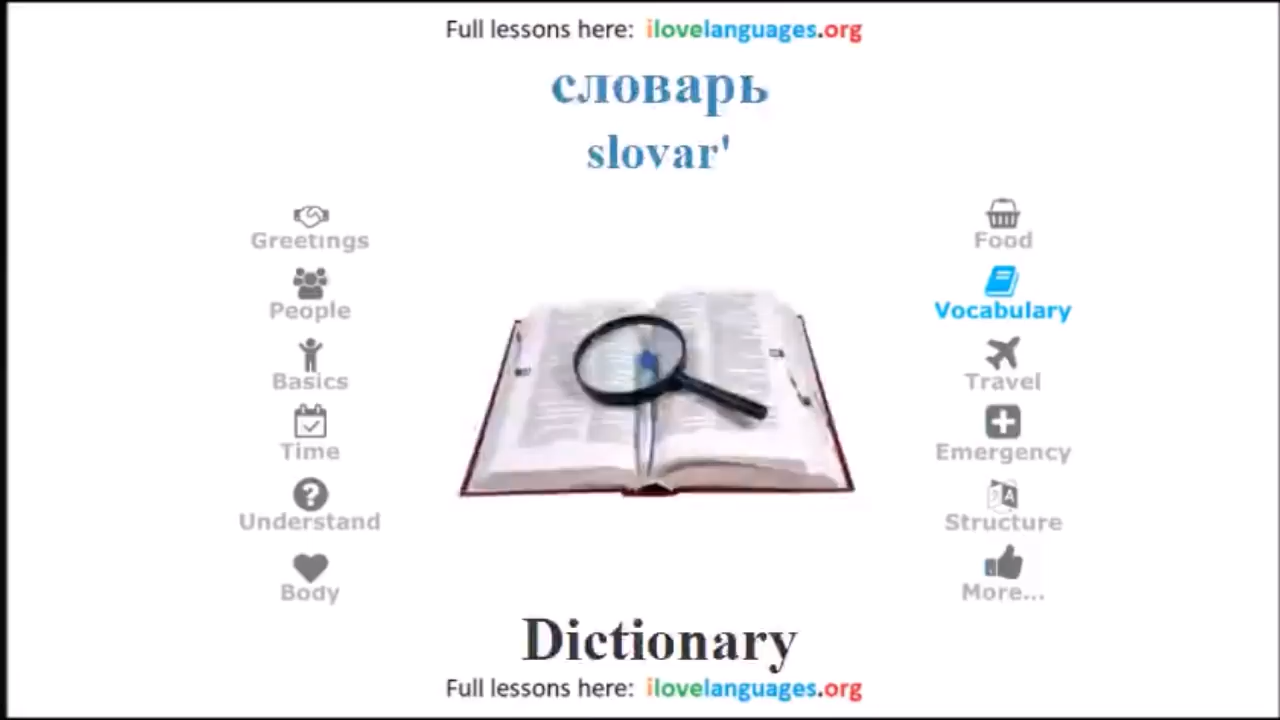 Full lessons here: ilovelanguages.org
словарь
slovar'
Greetings
People
Basics
Time
Understand
Body
Food
Vocabulary
Travel
Emergency
Structure
More...
Dictionary
Full lessons here: ilovelanguages.org